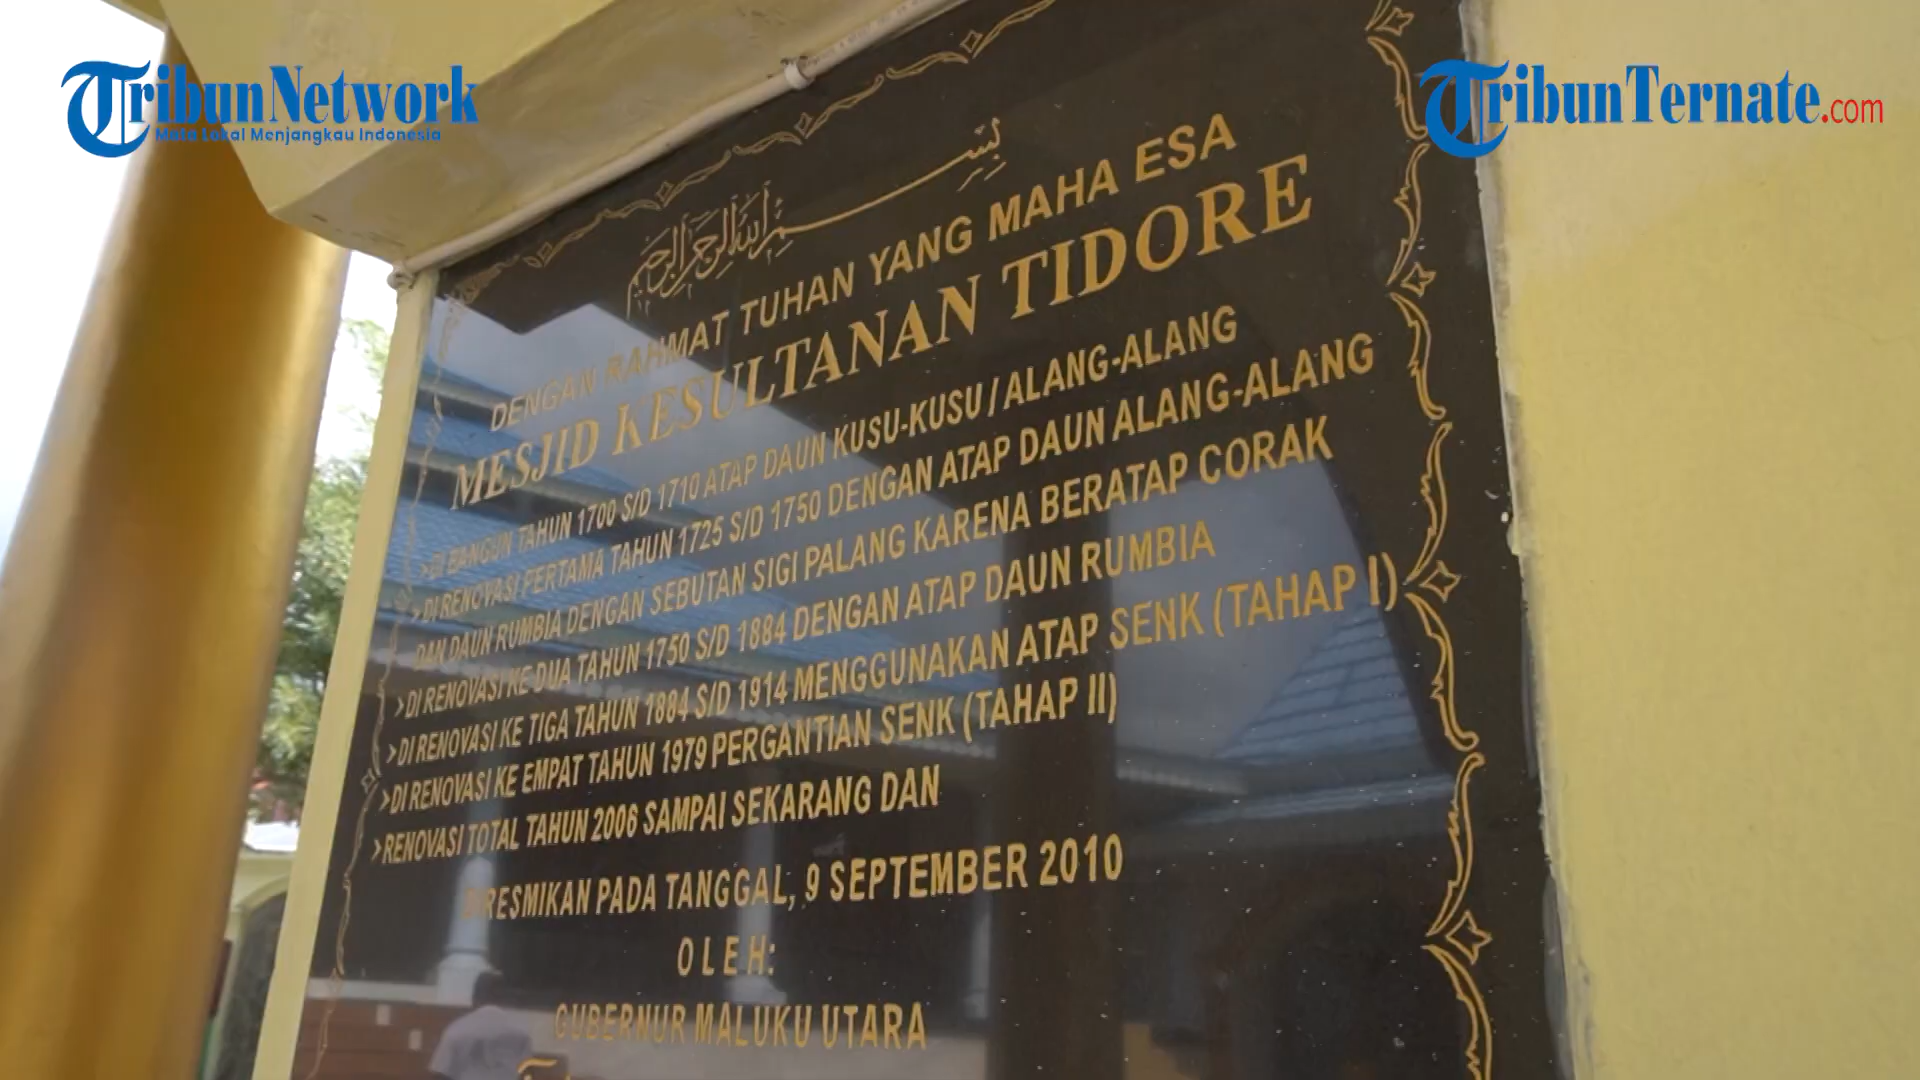 TribunNetwork
Mata Lokal Menjangkau Indonesia
TribunTernate.com
بسم الله الرحمن الرحيم
DENGAN RAHMAT TUHAN YANG MAHA ESA
MESJID KESULTANAN TIDORE
>DI BANGUN TAHUN 1700 S/D 1710 ATAP DAUN KUSU-KUSU / ALANG-ALANG
>DI RENOVASI PERTAMA TAHUN 1725 S/D 1750 DENGAN ATAP DAUN ALANG-ALANG
DAN DAUN RUMBIA DENGAN SEBUTAN SIGI PALANG KARENA BERATAP CORAK
>DI RENOVASI KE DUA TAHUN 1750 S/D 1884 DENGAN ATAP DAUN RUMBIA
>DI RENOVASI KE TIGA TAHUN 1884 S/D 1914 MENGGUNAKAN ATAP SENK (TAHAP I)
>DI RENOVASI KE EMPAT TAHUN 1979 PERGANTIAN SENK (TAHAP II)
>RENOVASI TOTAL TAHUN 2006 SAMPAI SEKARANG DAN
DIRESMIKAN PADA TANGGAL, 9 SEPTEMBER 2010
OLEH:
GUBERNUR MALUKU UTARA